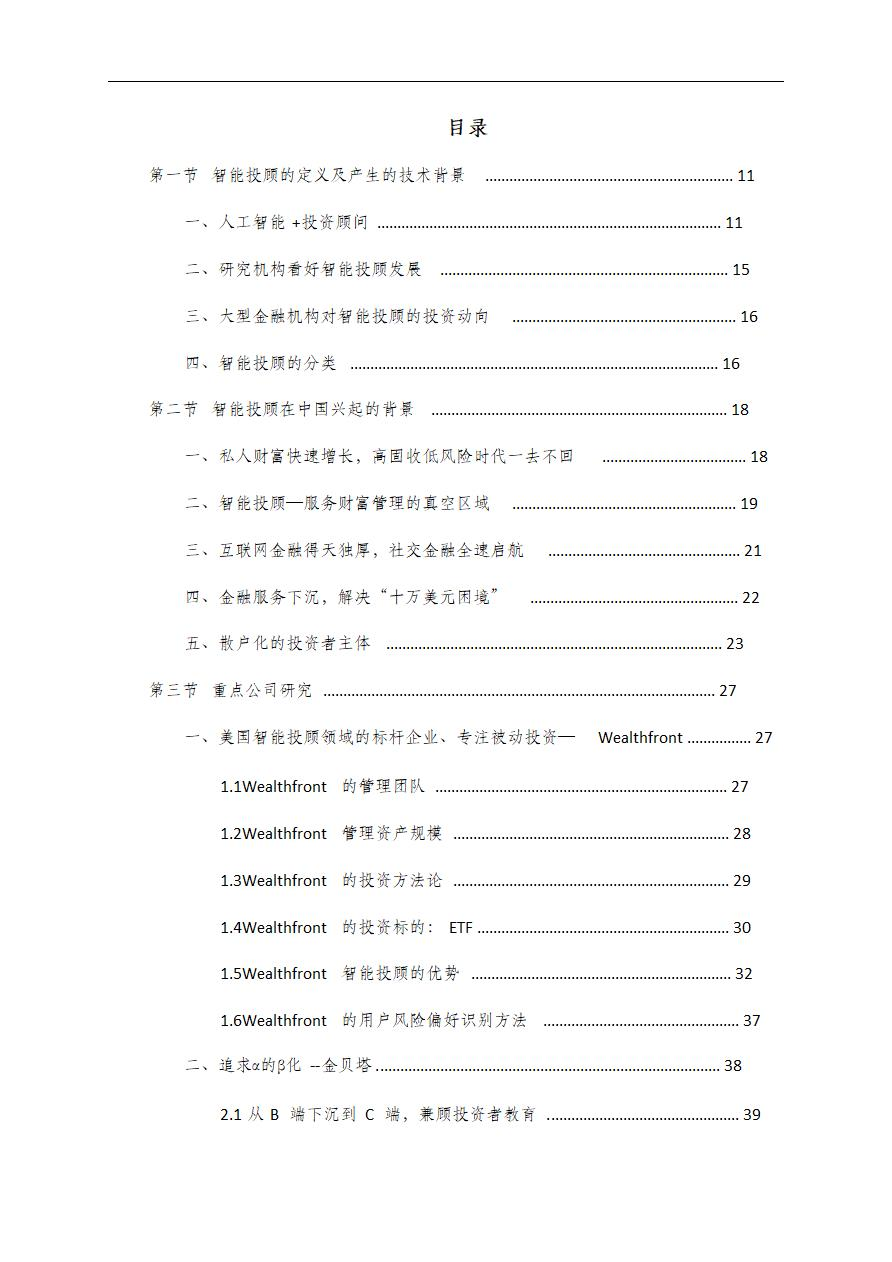 目录
第一节 智能投顾的定义及产生的技术背景 ........................................................ 11
一、人工智能 +投资顾问 ............................................................................. 11
二、研究机构看好智能投顾发展 ................................................................. 15
三、大型金融机构对智能投顾的投资动向 .................................................. 16
四、智能投顾的分类 ................................................................................... 16
第二节 智能投顾在中国兴起的背景 ................................................................... 18
一、私人财富快速增长，高固收低风险时代一去不回 ................................ 18
二、智能投顾—服务财富管理的真空区域 .................................................. 19
三、互联网金融得天独厚，社交金融全速启航 ........................................... 21
四、金融服务下沉，解决“十万美元困境” ............................................... 22
五、散户化的投资者主体 ........................................................................... 23
第三节 重点公司研究 ........................................................................................ 27
一、美国智能投顾领域的标杆企业、专注被动投资— Wealthfront ............... 27
1.1Wealthfront 的管理团队 .................................................................. 27
1.2Wealthfront 管理资产规模 .............................................................. 28
1.3Wealthfront 的投资方法论 .............................................................. 29
1.4Wealthfront 的投资标的： ETF ......................................................... 30
1.5Wealthfront 智能投顾的优势 .......................................................... 32
1.6Wealthfront 的用户风险偏好识别方法 ............................................ 37
二、追求α的β化 --金贝塔 ............................................................................. 38
2.1 从 B 端下沉到 C 端，兼顾投资者教育 ........................................... 39